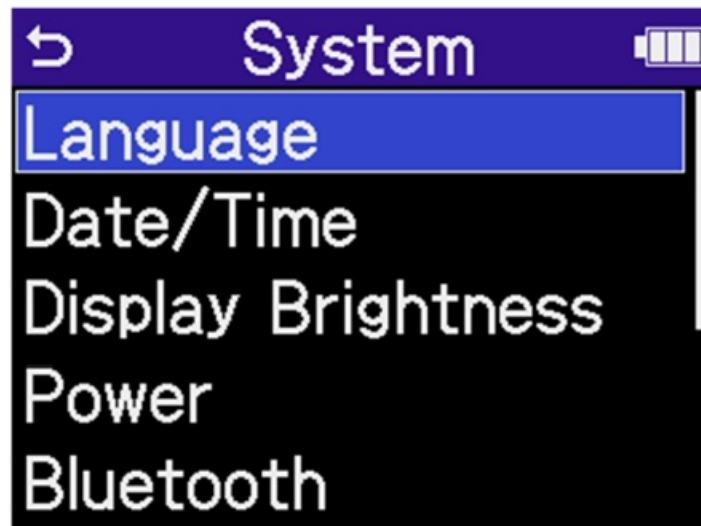 System
Language
Date/Time
Display Brightness
Power
Bluetooth